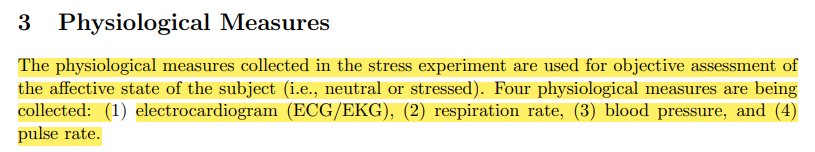 3 Physiological Measures
The physiological measures collected in the stress experiment are used for objective assessment of
the affective state of the subject (i.e., neutral or stressed). Four physiological measures are being
collected: (1) electrocardiogram (ECG/EKG), (2) respiration rate, (3) blood pressure, and (4)
pulse rate.